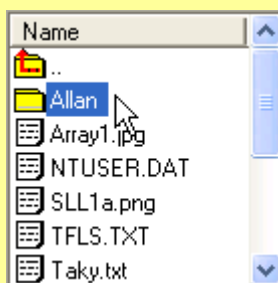 Name
..
Allan
Array1.jpg
NTUSER.DAT
SLL1a.png
TFLS.TXT
Taky.txt